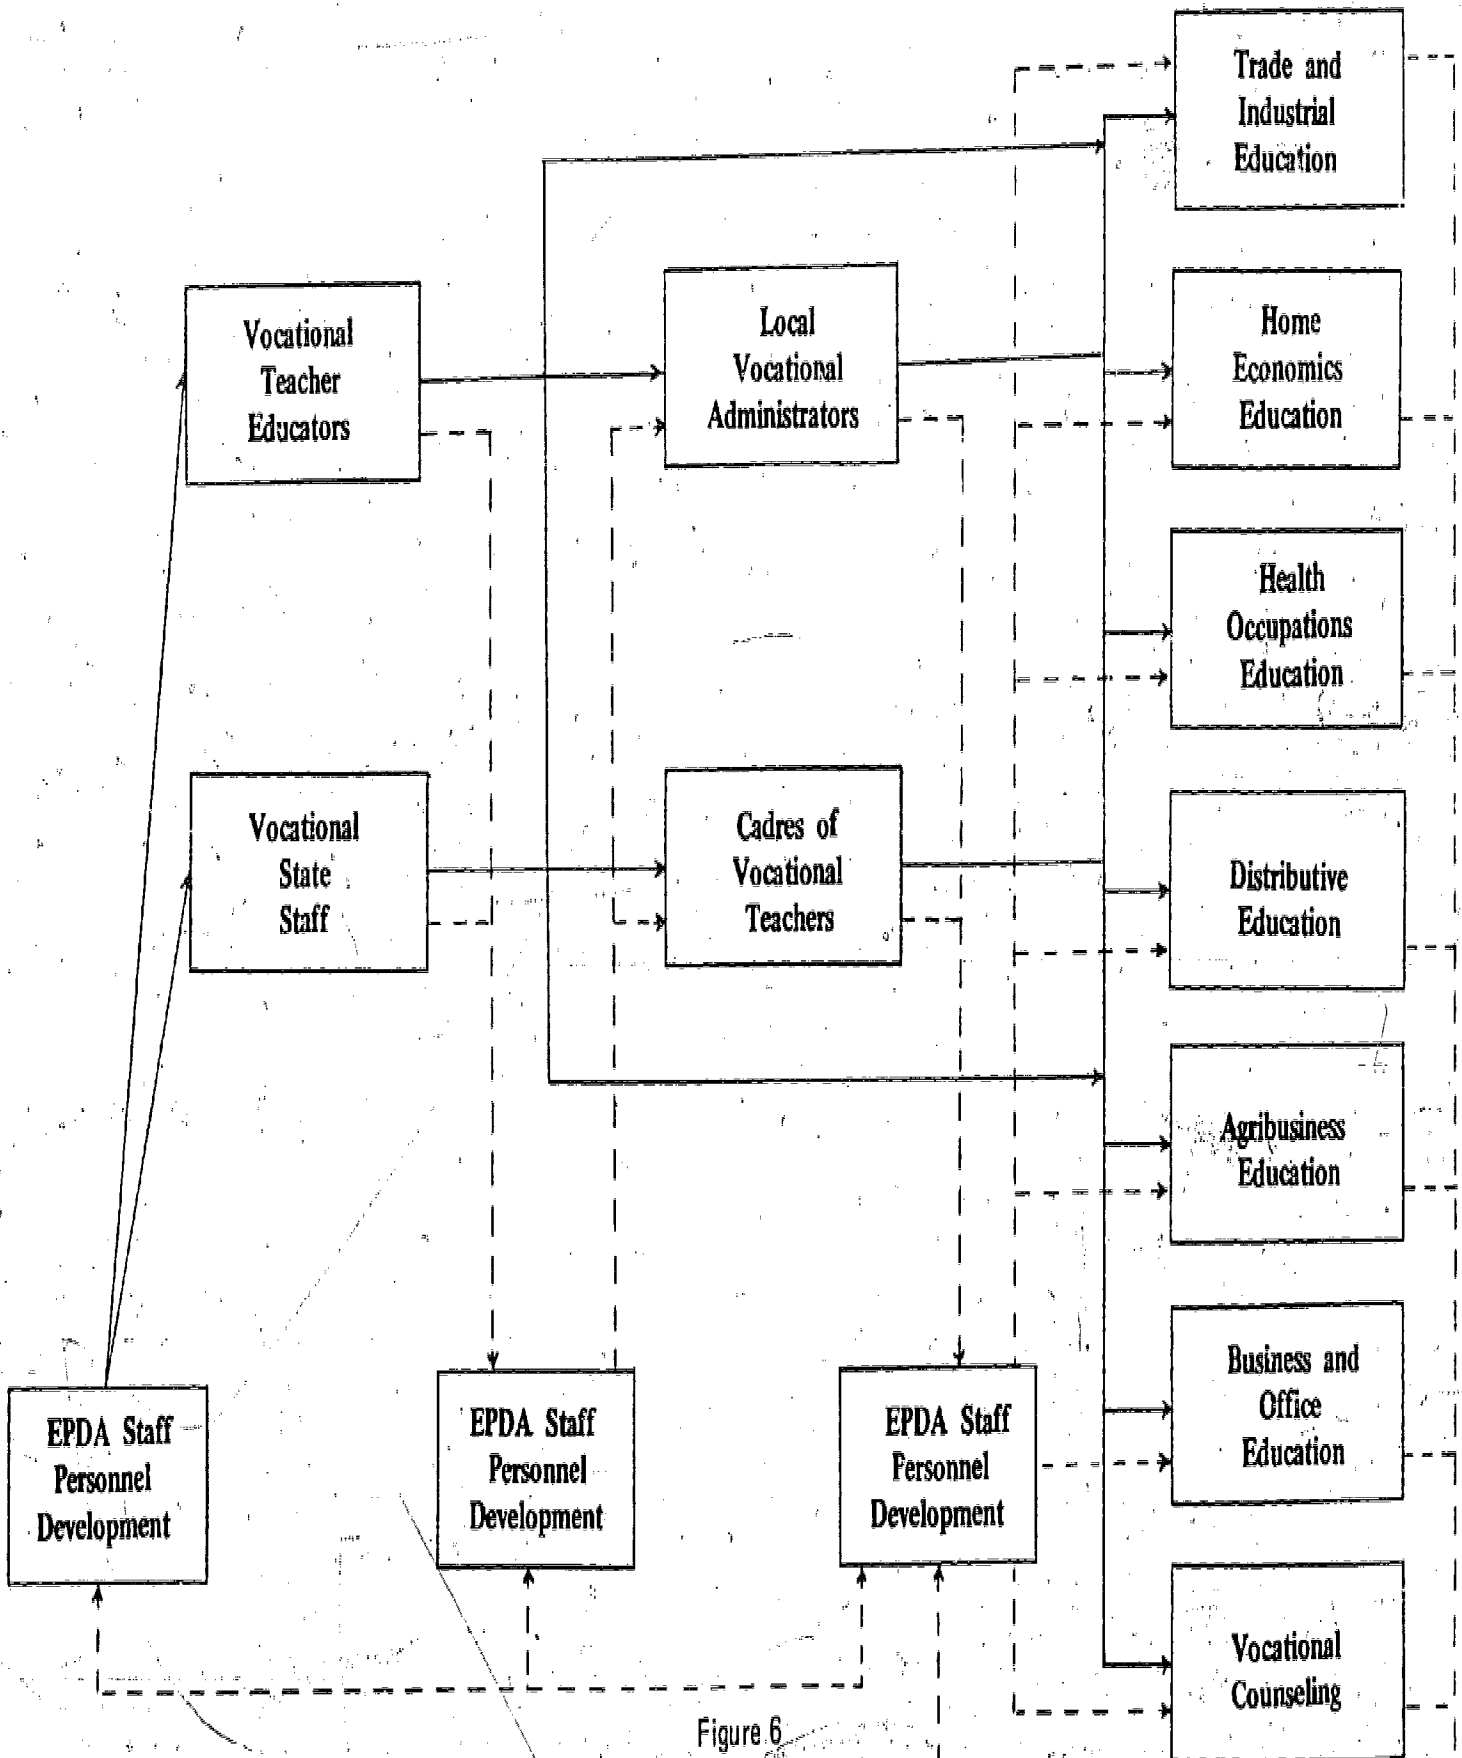 Trade and
Industrial
Education
Vocational
Teacher
Educators
Local
Vocational
Administrators
Home
Economics
Education
Health
Occupations
Education
Vocational
State
Staff
Cadres of
Vocational
Teachers
Distributive
Education
Agribusiness
Education
Business and
Office
Education
EPDA Staff
Personnel
Development
EPDA Staff
Personnel
Development
EPDA Staff
Personnel
Development
Vocational
Counseling
Figure 6